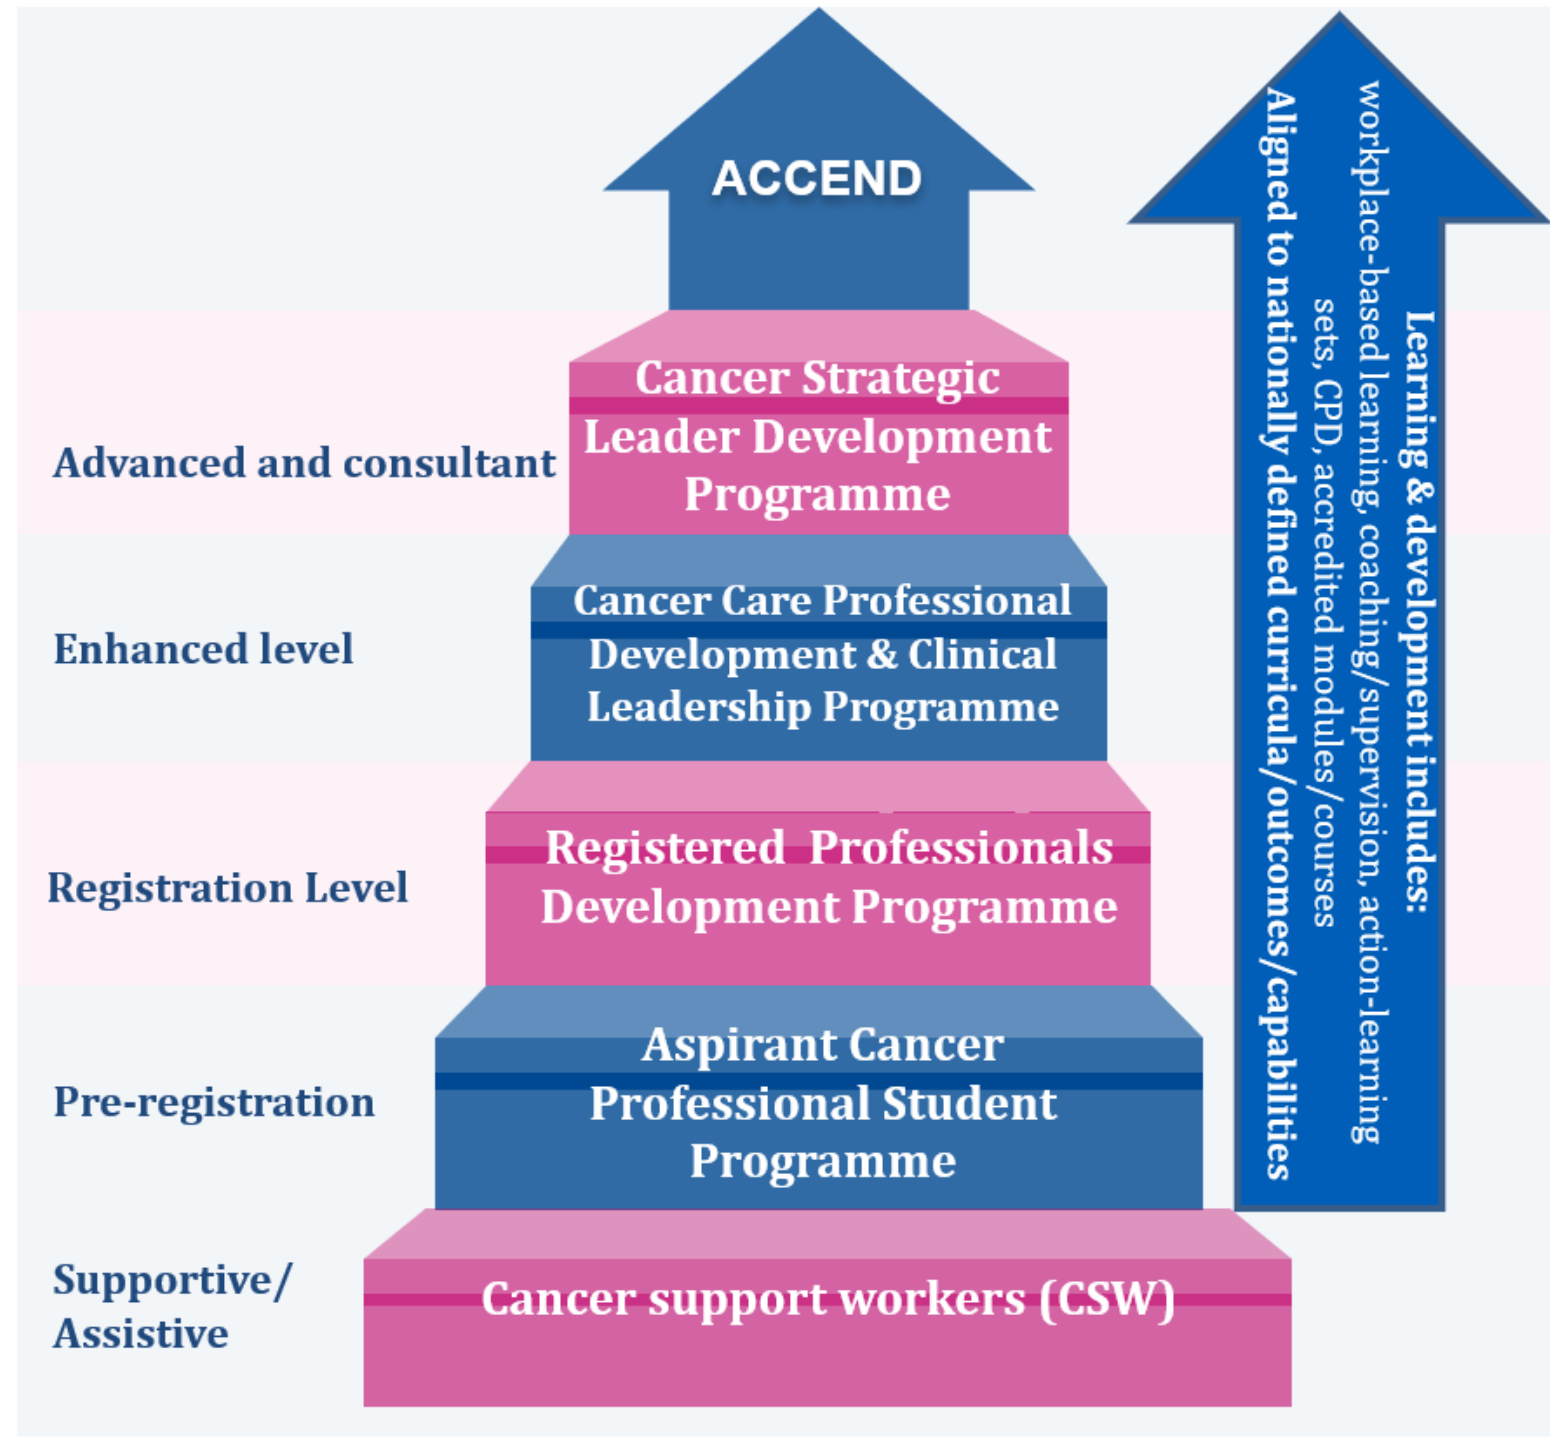 ACCEND
Advanced and consultant
Cancer Strategic
Leader Development
Programme
Enhanced level
Cancer Care Professional
Development & Clinical
Leadership Programme
Registration Level
Registered Professionals
Development Programme
Pre-registration
Aspirant Cancer
Professional Student
Programme
Supportive/
Assistive
Cancer support workers (CSW)
Learning & development includes:
workplace-based learning, coaching/supervision, action-learning
sets, CPD, accredited modules/courses
Aligned to nationally defined curricula/outcomes/capabilities